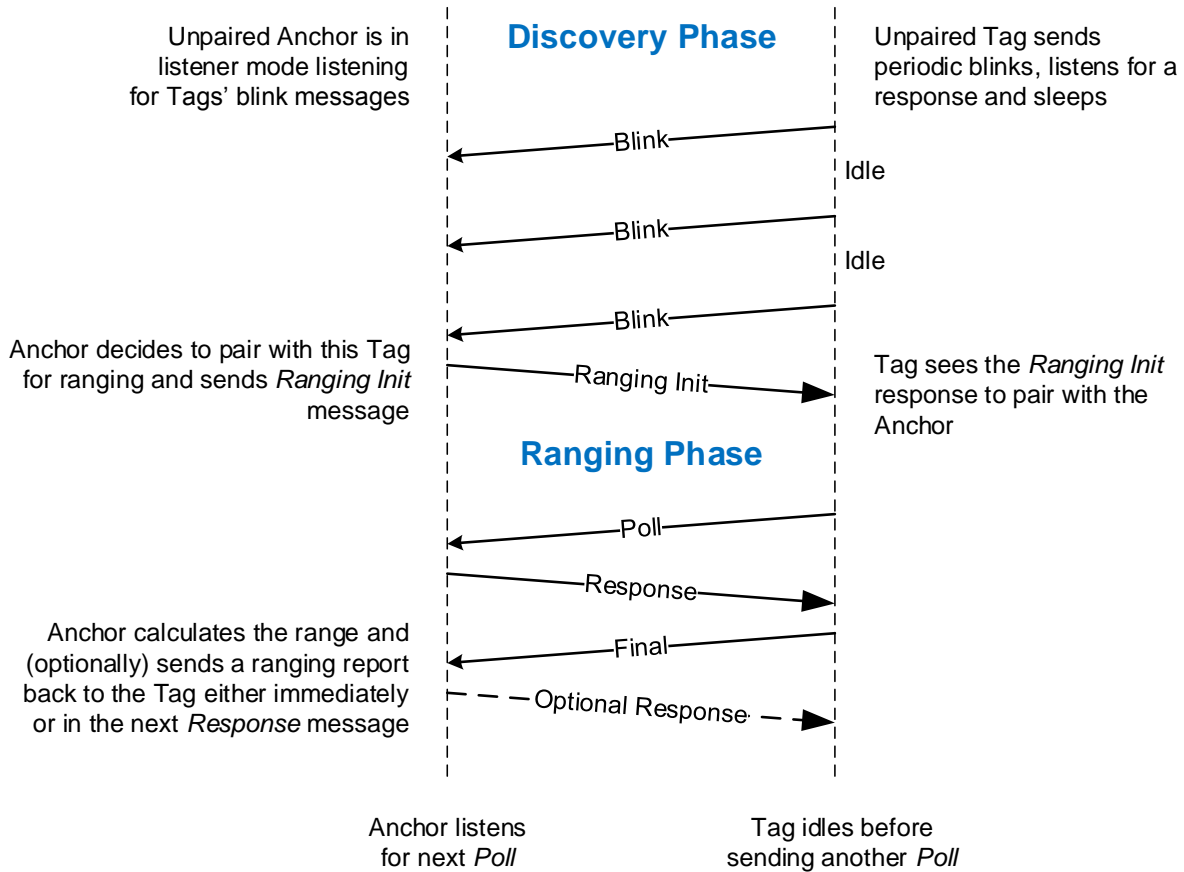 Unpaired Anchor is in
listener mode listening
for Tags' blink messages
Discovery Phase
Unpaired Tag sends
periodic blinks, listens for a
response and sleeps
Blink
Idle
Blink
Idle
Blink
Anchor decides to pair with this Tag
for ranging and sends Ranging Init
message
Ranging Init
Tag sees the Ranging Init
response to pair with the
Anchor
Ranging Phase
Poll
Response
Anchor calculates the range and
(optionally) sends a ranging report
back to the Tag either immediately
or in the next Response message
Final
Optional Response
Anchor listens
for next Poll
Tag idles before
sending another Poll